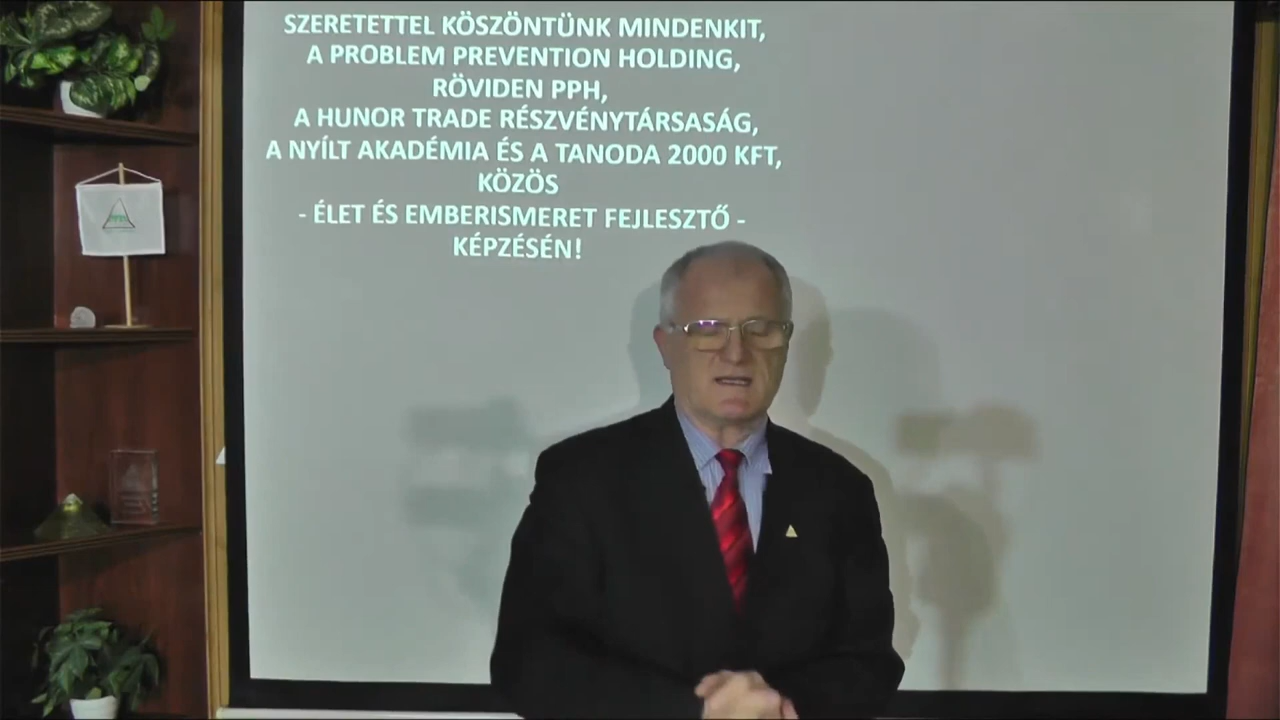 SZERETETTEL KÖSZÖNTÜNK MINDENKIT,
A PROBLEM PREVENTION HOLDING,
RÖVIDEN PPH,
A HUNOR TRADE RÉSZVÉNYTÁRSASÁG,
A NYÍLT AKADÉMIA ÉS A TANODA 2000 KFT,
KÖZÖS
- ÉLET ÉS EMBERISMERET FEJLESZTŐ -
KÉPZÉSÉN!